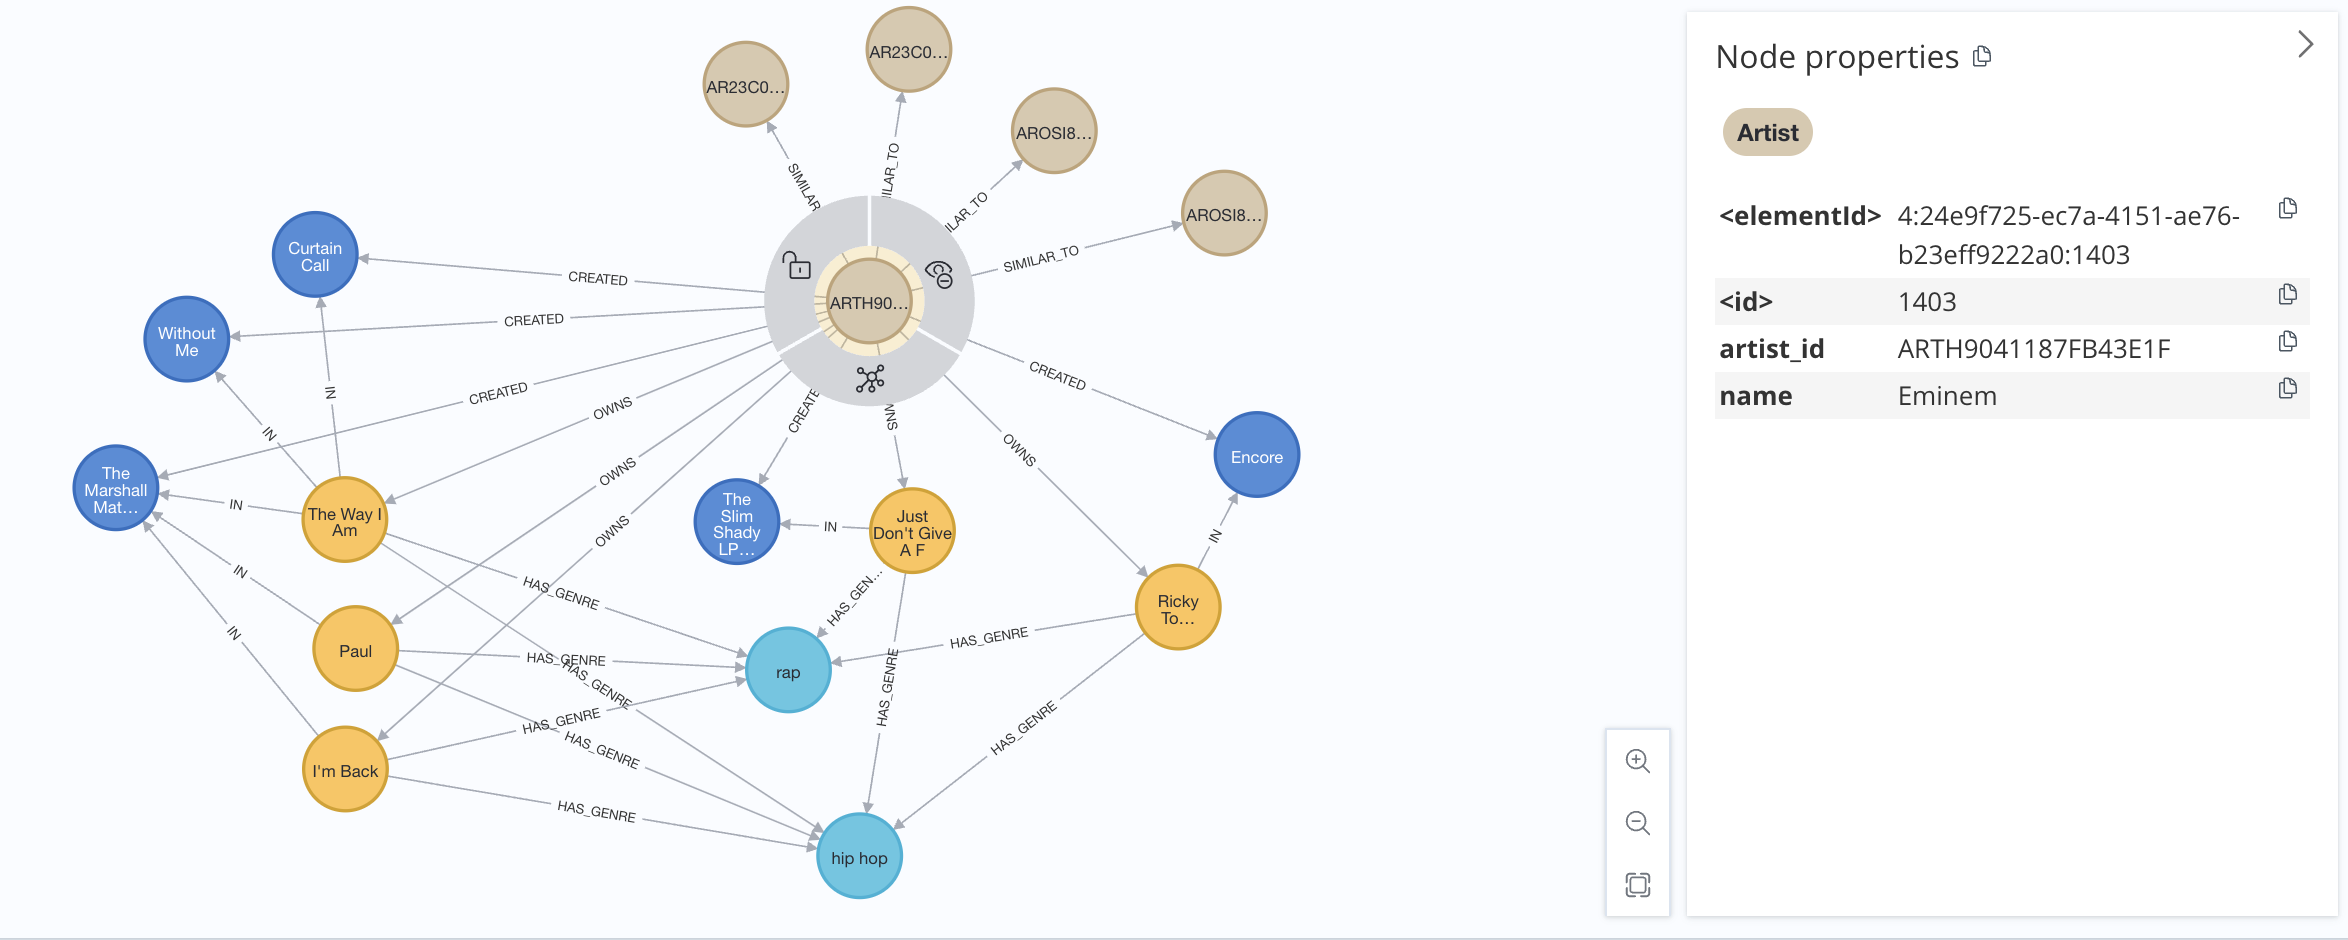 AR23C0...
AR23C0...
AROSI8...
AROSI8...
SIMILAR
ILAR_TO
ILAR_TO
SIMILAR_TO
ARTH90...
Curtain
Call
CREATED
Without
Me
CREATED
IN
CREATED
OWNS
CREATE
WNS
CREATED
IN
OWNS
OWNS
Encore
The
Marshall
Mat...
IN
The Way I
Am
OWNS
The
Slim
Shady
LP...
IN
Just
Don't Give
A F
IN
IN
HAS_GENRE
HAS_GEN...
Ricky
To...
IN
Paul
HAS_GENRE
HAS_GENRE
rap
HAS_GENRE
HAS_GENRE
HAS_GENRE
HAS_GENRE
HAS_GENRE
I'm Back
HAS_GENRE
hip hop
Node properties
Artist
<elementId> 4:24e9f725-ec7a-4151-ae76-
b23eff9222a0:1403
<id> 1403
artist_id ARTH9041187FB43E1F
name Eminem